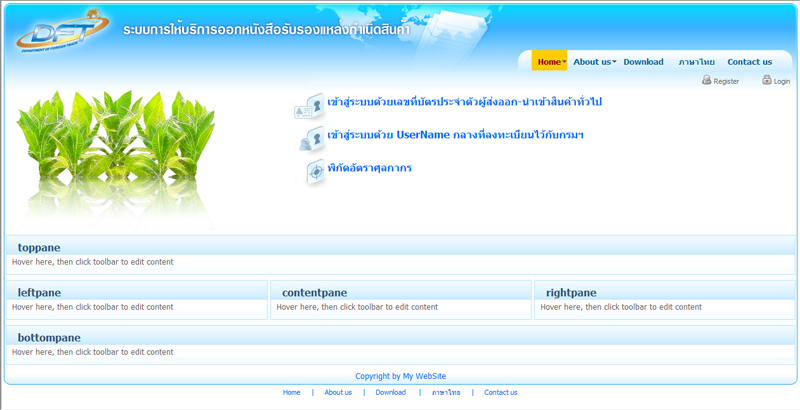 DFT
DEPARTMENT OF FOREIGN TRADE
ระบบการให้บริการออกหนังสือรับรองแหล่งกำเนิดสินค้า
Home About us Download ภาษาไทย Contact us
Register Login
เข้าสู่ระบบด้วยเลขที่บัตรประจำตัวผู้ส่งออก-นำเข้าสินค้าทั่วไป
เข้าสู่ระบบด้วย UserName กลางที่ลงทะเบียนไว้กับกรมฯ
พิกัดอัตราศุลกากร
toppane
Hover here, then click toolbar to edit content
leftpane contentpane rightpane
Hover here, then click toolbar to edit content Hover here, then click toolbar to edit content Hover here, then click toolbar to edit content
bottompane
Hover here, then click toolbar to edit content
Copyright by My WebSite
Home | About us | Download | ภาษาไทย | Contact us